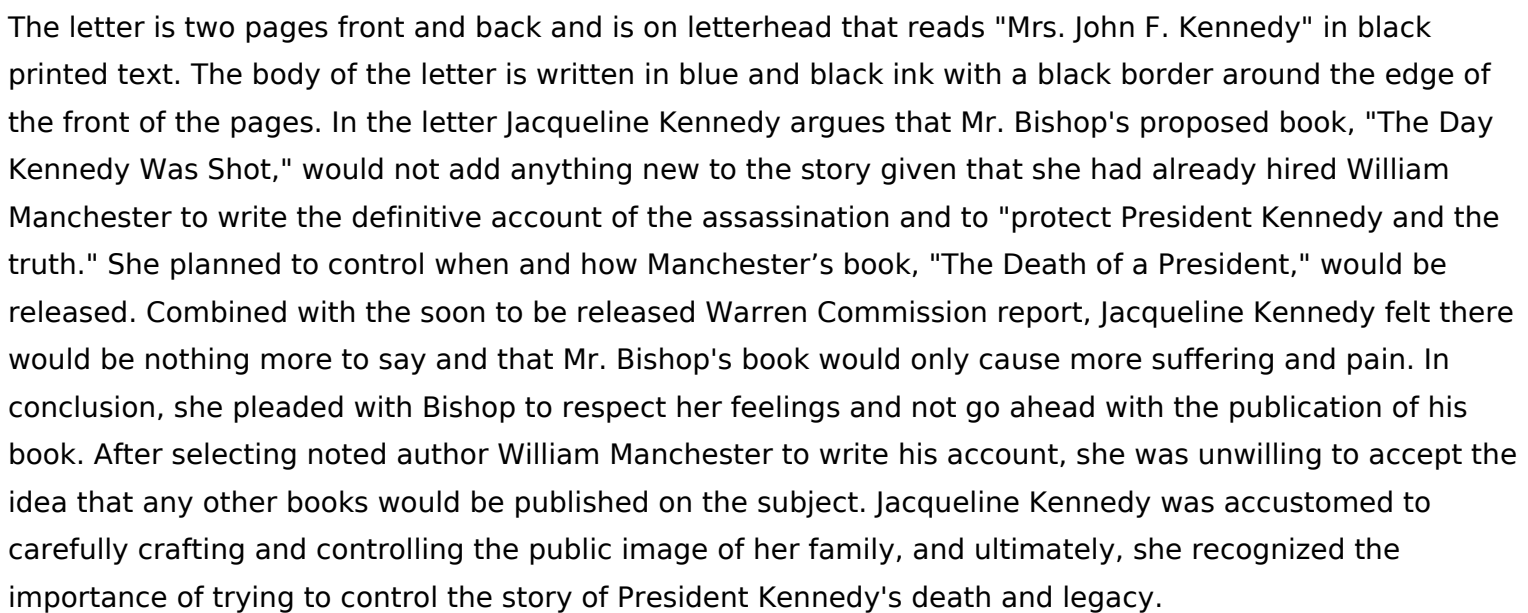 The letter is two pages front and back and is on letterhead that reads "Mrs. John F. Kennedy" in black
printed text. The body of the letter is written in blue and black ink with a black border around the edge of
the front of the pages. In the letter Jacqueline Kennedy argues that Mr. Bishop's proposed book, "The Day
Kennedy Was Shot," would not add anything new to the story given that she had already hired William
Manchester to write the definitive account of the assassination and to "protect President Kennedy and the
truth." She planned to control when and how Manchester’s book, "The Death of a President," would be
released. Combined with the soon to be released Warren Commission report, Jacqueline Kennedy felt there
would be nothing more to say and that Mr. Bishop's book would only cause more suffering and pain. In
conclusion, she pleaded with Bishop to respect her feelings and not go ahead with the publication of his
book. After selecting noted author William Manchester to write his account, she was unwilling to accept the
idea that any other books would be published on the subject. Jacqueline Kennedy was accustomed to
carefully crafting and controlling the public image of her family, and ultimately, she recognized the
importance of trying to control the story of President Kennedy's death and legacy.